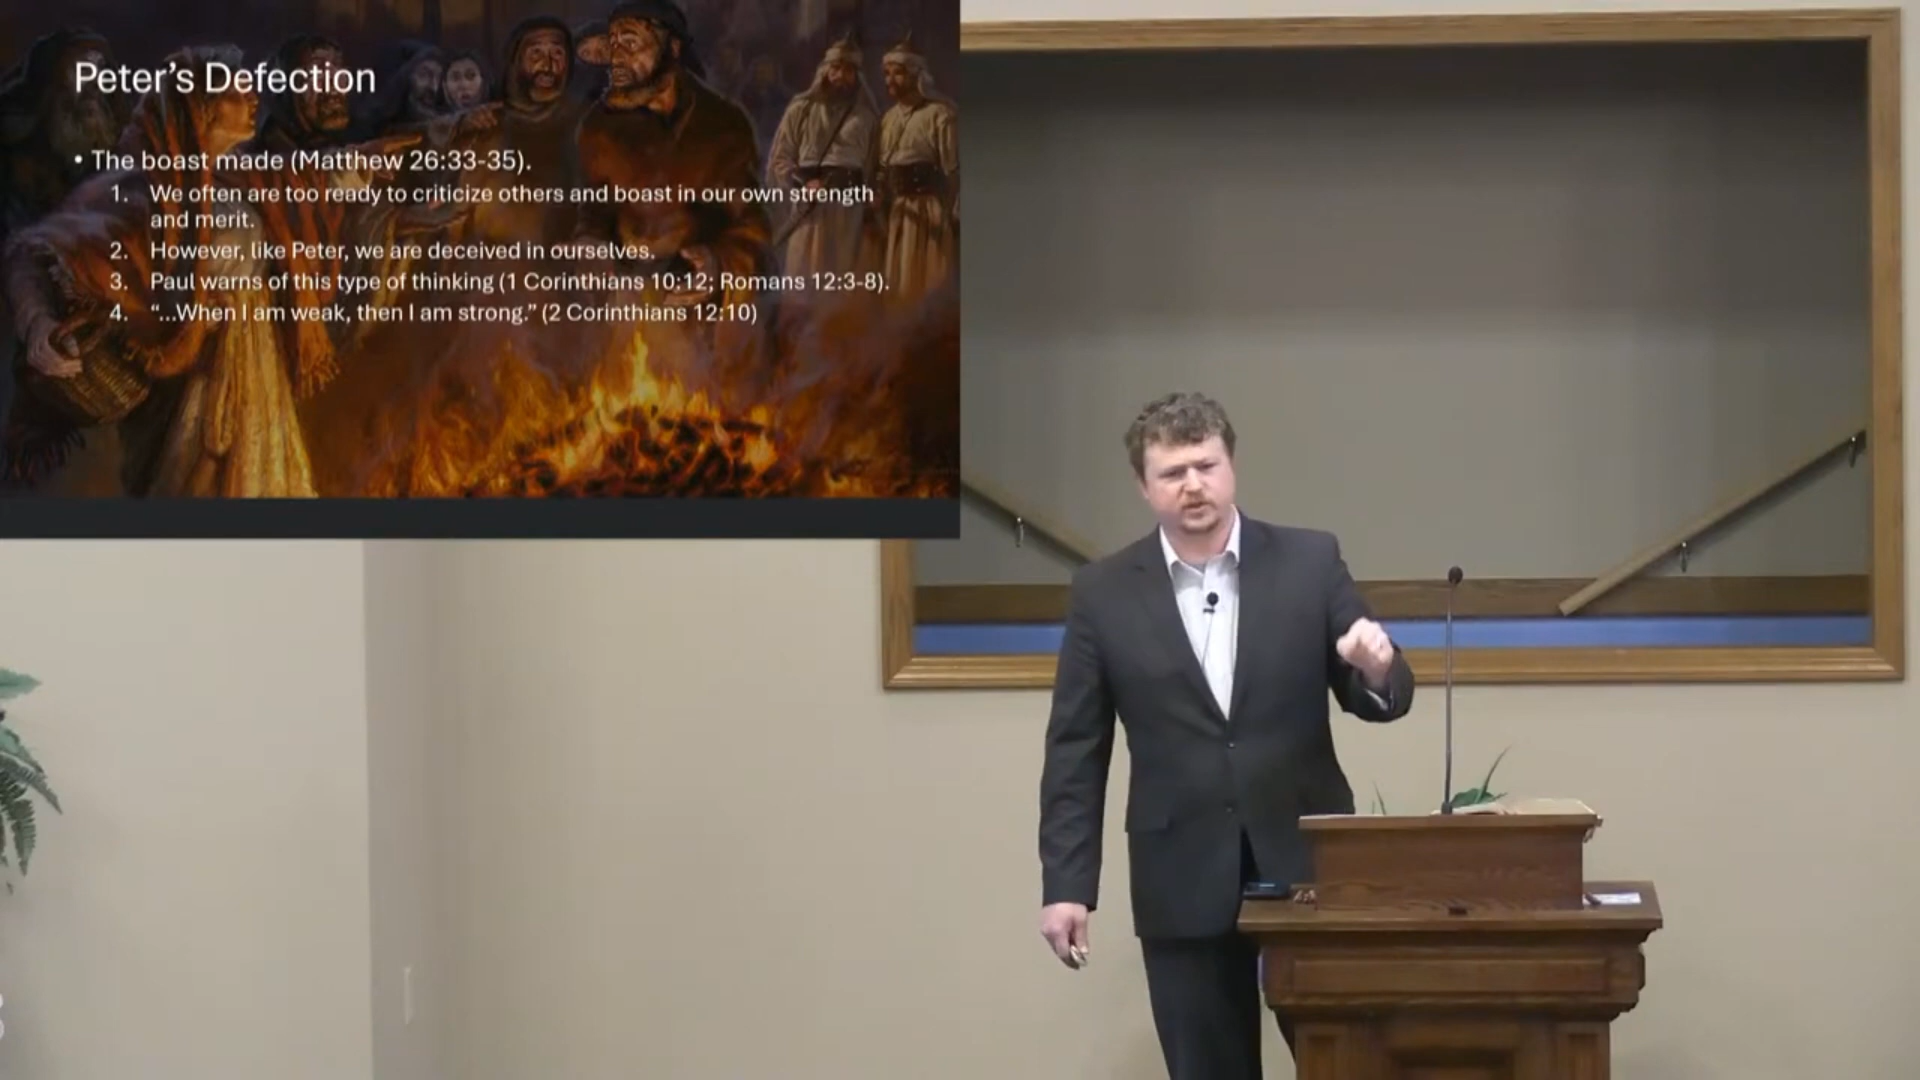 Peter’s Defection
• The boast made (Matthew 26:33-35).
1. We often are too ready to criticize others and boast in our own strength
and merit.
2. However, like Peter, we are deceived in ourselves.
3. Paul warns of this type of thinking (1 Corinthians 10:12; Romans 12:3-8).
4. “...When I am weak, then I am strong.” (2 Corinthians 12:10)